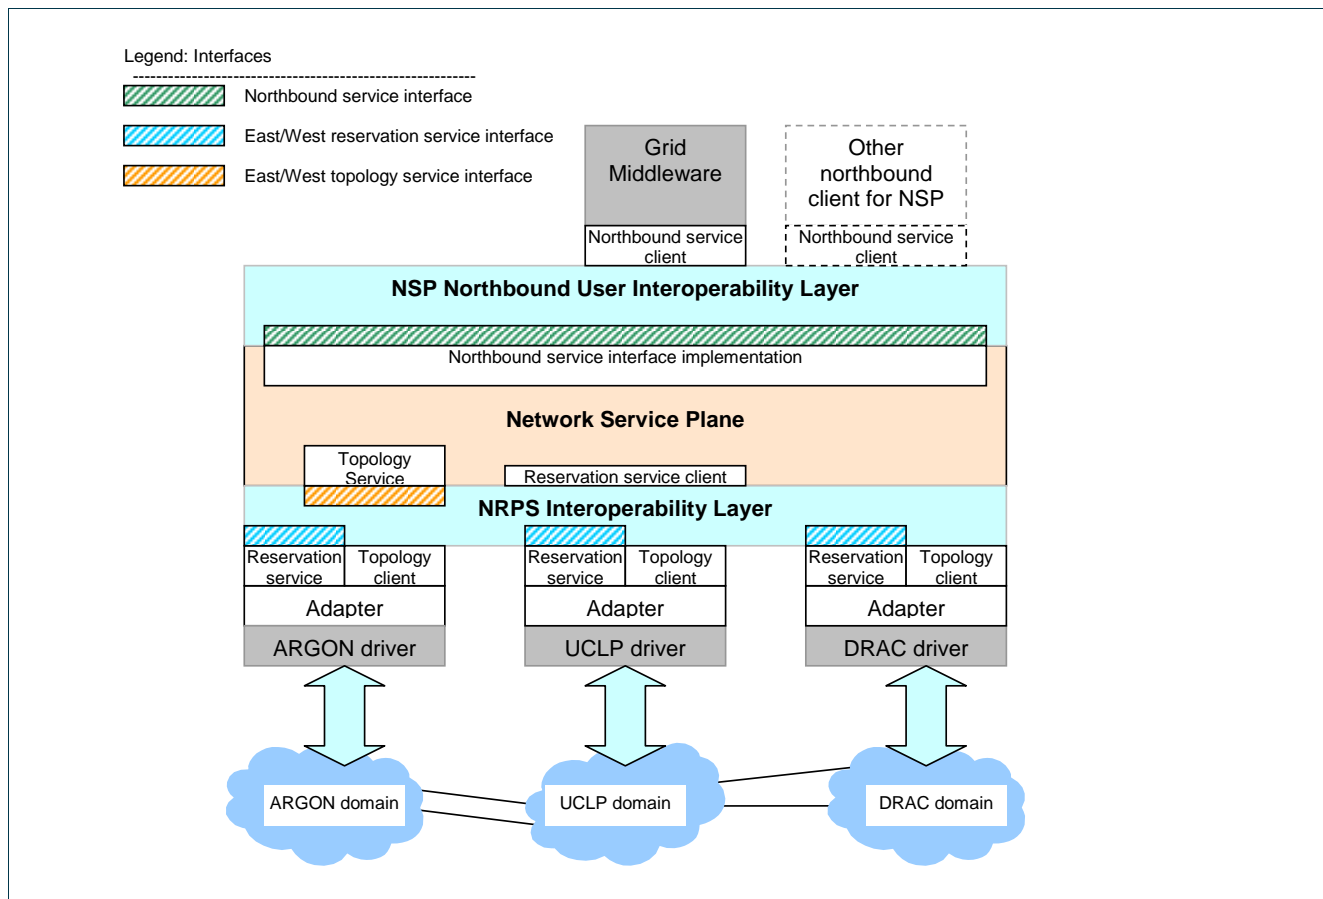 Legend: Interfaces
Northbound service interface
East/West reservation service interface
East/West topology service interface
Grid
Middleware
Other
northbound
client for NSP
Northbound service
client
Northbound service
client
NSP Northbound User Interoperability Layer
Northbound service interface implementation
Network Service Plane
Topology
Service
Reservation service client
NRPS Interoperability Layer
Reservation
service
Topology
client
Reservation
service
Topology
client
Reservation
service
Topology
client
Adapter
Adapter
Adapter
ARGON driver
UCLP driver
DRAC driver
ARGON domain
UCLP domain
DRAC domain